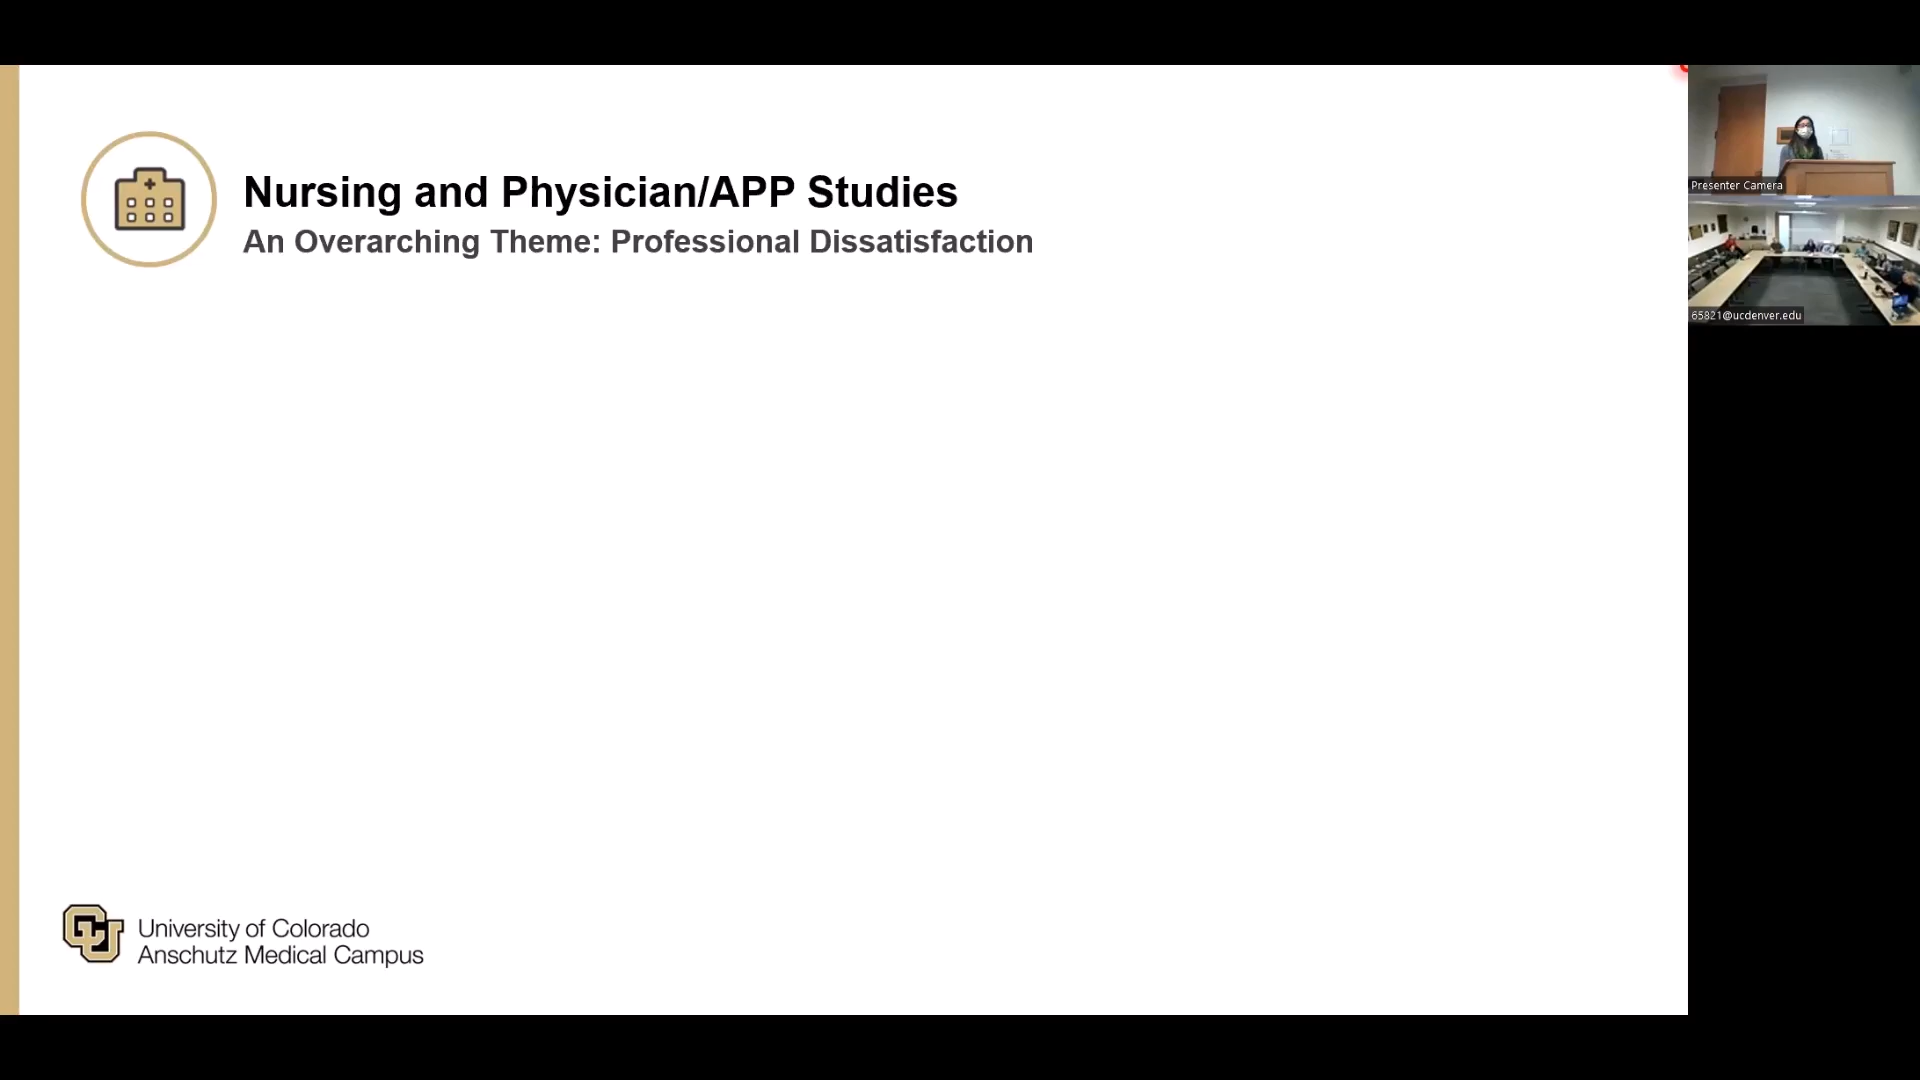 Nursing and Physician/APP Studies
An Overarching Theme: Professional Dissatisfaction
Presenter Camera
65821@ucdenver.edu
CU
University of Colorado
Anschutz Medical Campus